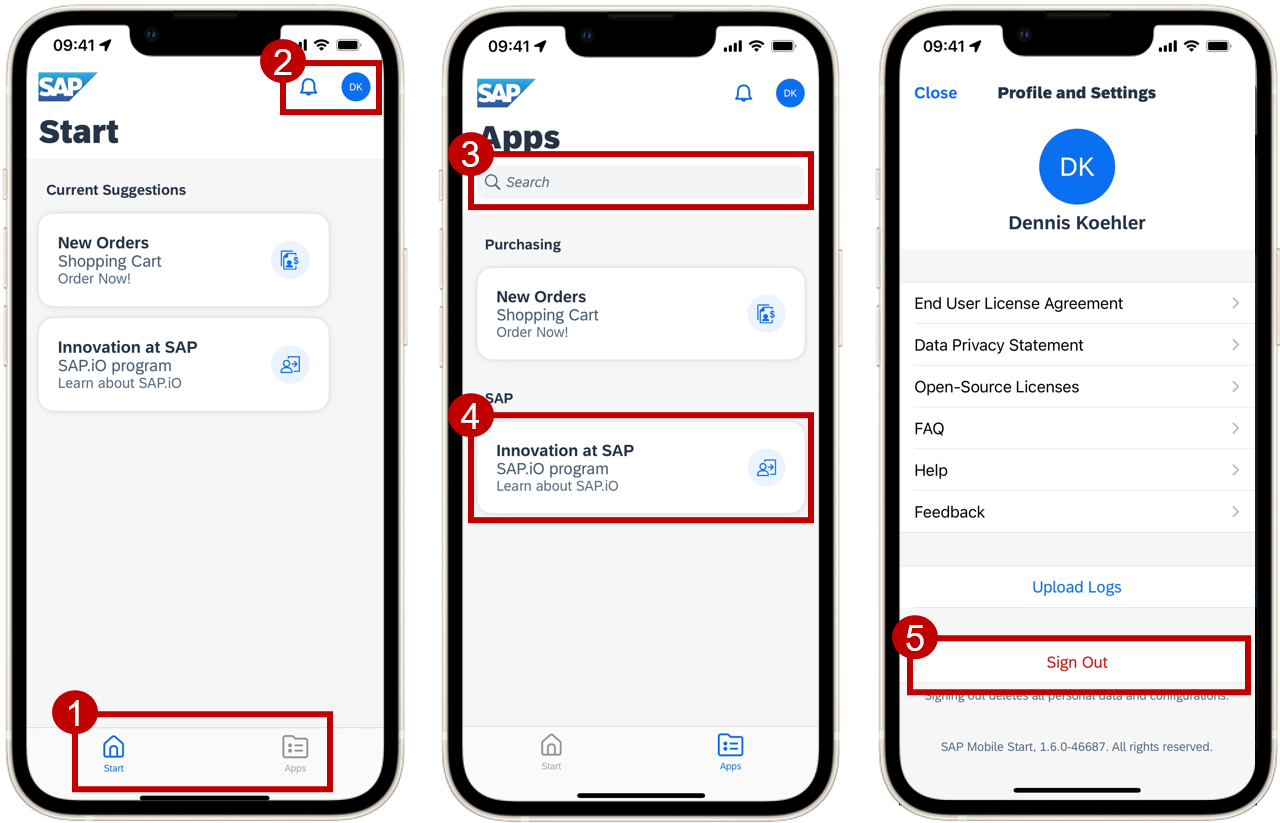 09:41
2
SAP
DK
Start
Current Suggestions
New Orders
Shopping Cart
Order Now!
Innovation at SAP
SAP.iO program
Learn about SAP.iO
1
Start
Apps
09:41
SAP
DK
Apps
3
Search
Purchasing
New Orders
Shopping Cart
Order Now!
SAP
4
Innovation at SAP
SAP.iO program
Learn about SAP.iO
Start
Apps
09:41
Close
Profile and Settings
DK
Dennis Koehler
End User License Agreement
Data Privacy Statement
Open-Source Licenses
FAQ
Help
Feedback
Upload Logs
5
Sign Out
Signing out deletes all personal data and configurations.
SAP Mobile Start, 1.6.0-46687. All rights reserved.